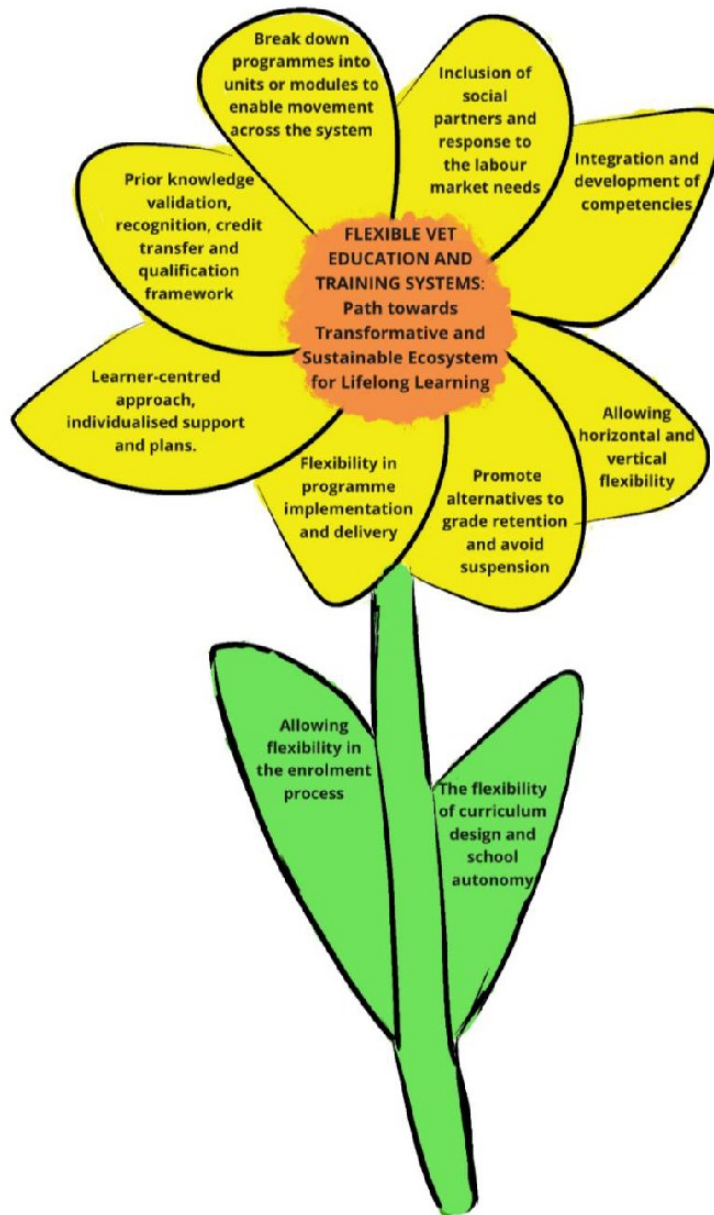 Break down
programmes into
units or modules to
enable movement
across the system
Inclusion of
social
partners and
response to
the labour
market needs
Integration and
development of
competencies
Prior knowledge
validation,
recognition, credit
transfer and
qualification
framework
FLEXIBLE VET
EDUCATION AND
TRAINING SYSTEMS:
Path towards
Transformative and
Sustainable Ecosystem
for Lifelong Learning
Learner-centred
approach,
individualised support
and plans.
Flexibility in
programme
implementation
and delivery
Promote
alternatives to
grade retention
and avoid
suspension
Allowing
horizontal and
vertical
flexibility
Allowing
flexibility in
the enrolment
process
The flexibility
of curriculum
design and
school
autonomy